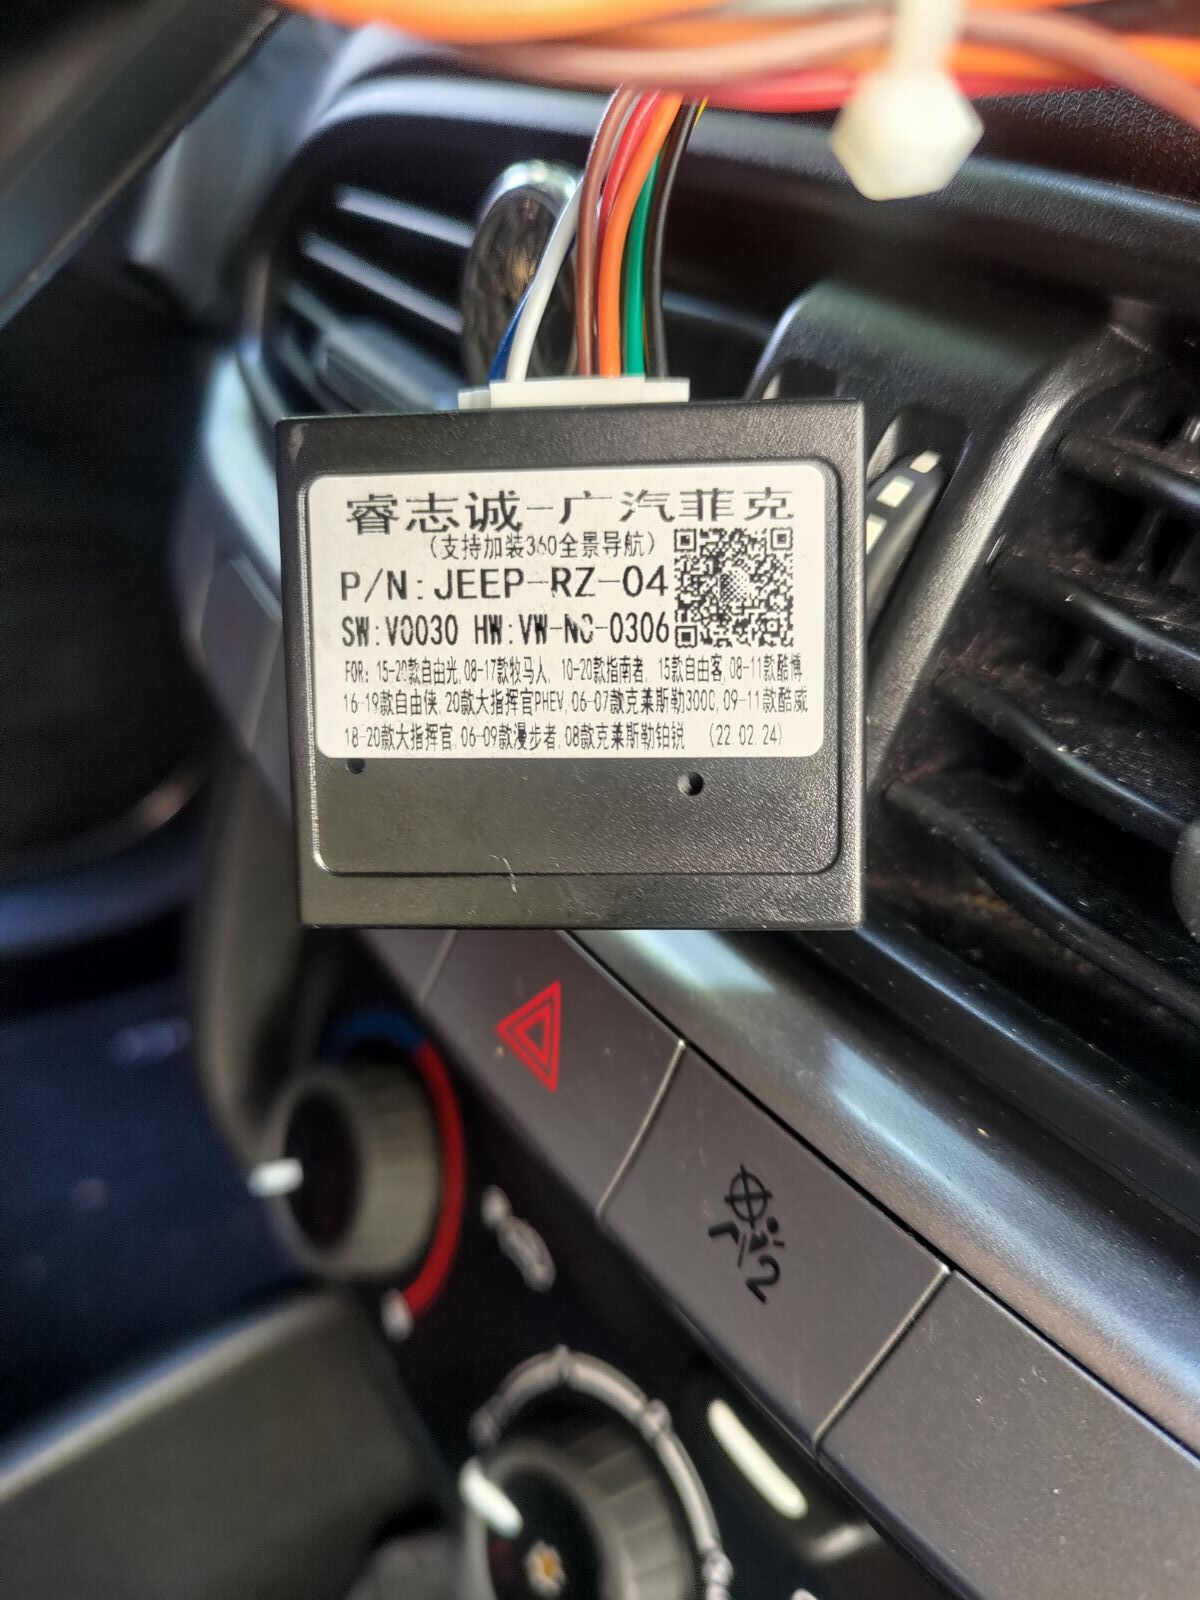 睿志诚-广汽菲克
(支持加装360全景导航)
P/N:JEEP-RZ-04
SW:V0030 HW:VW-NC-0306
FOR: 15-20款自由光,08-17款牧马人, 10-20款指南者, 15款自由客,08-11款酷博
16-19款自由侠,20款大指挥官PHEV,06-07款克莱斯勒300C,09-11款酷威
18-20款大指挥官,06-09款漫步者,08款克莱斯勒铂锐 (22.02.24)
2